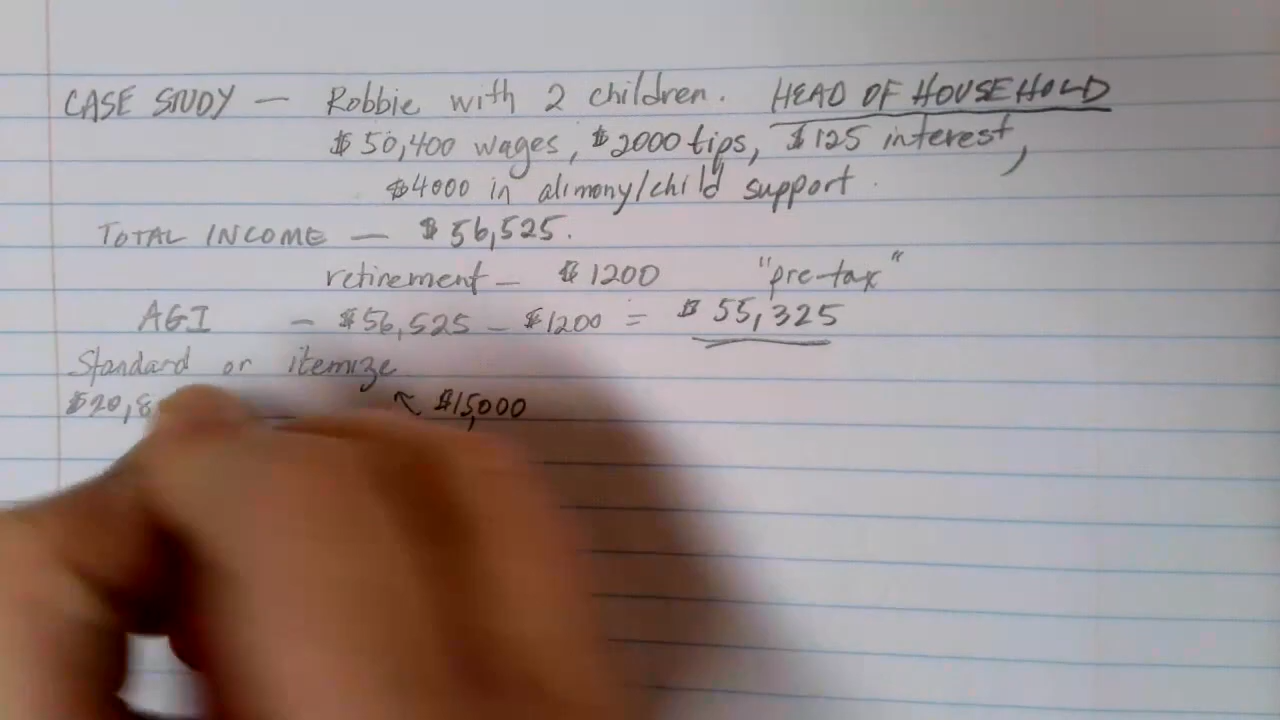 CASE STUDY — Robbie with 2 children. HEAD OF HOUSEHOLD
$50,400 wages, $2000 tips, $125 interest,
$4000 in alimony/child support.
TOTAL INCOME — $56,525.
retirement — $1200 "pre-tax"
AGI - $56,525 - $1200 = $55,325
Standard or itemize
$20,8 ↖ $15,000